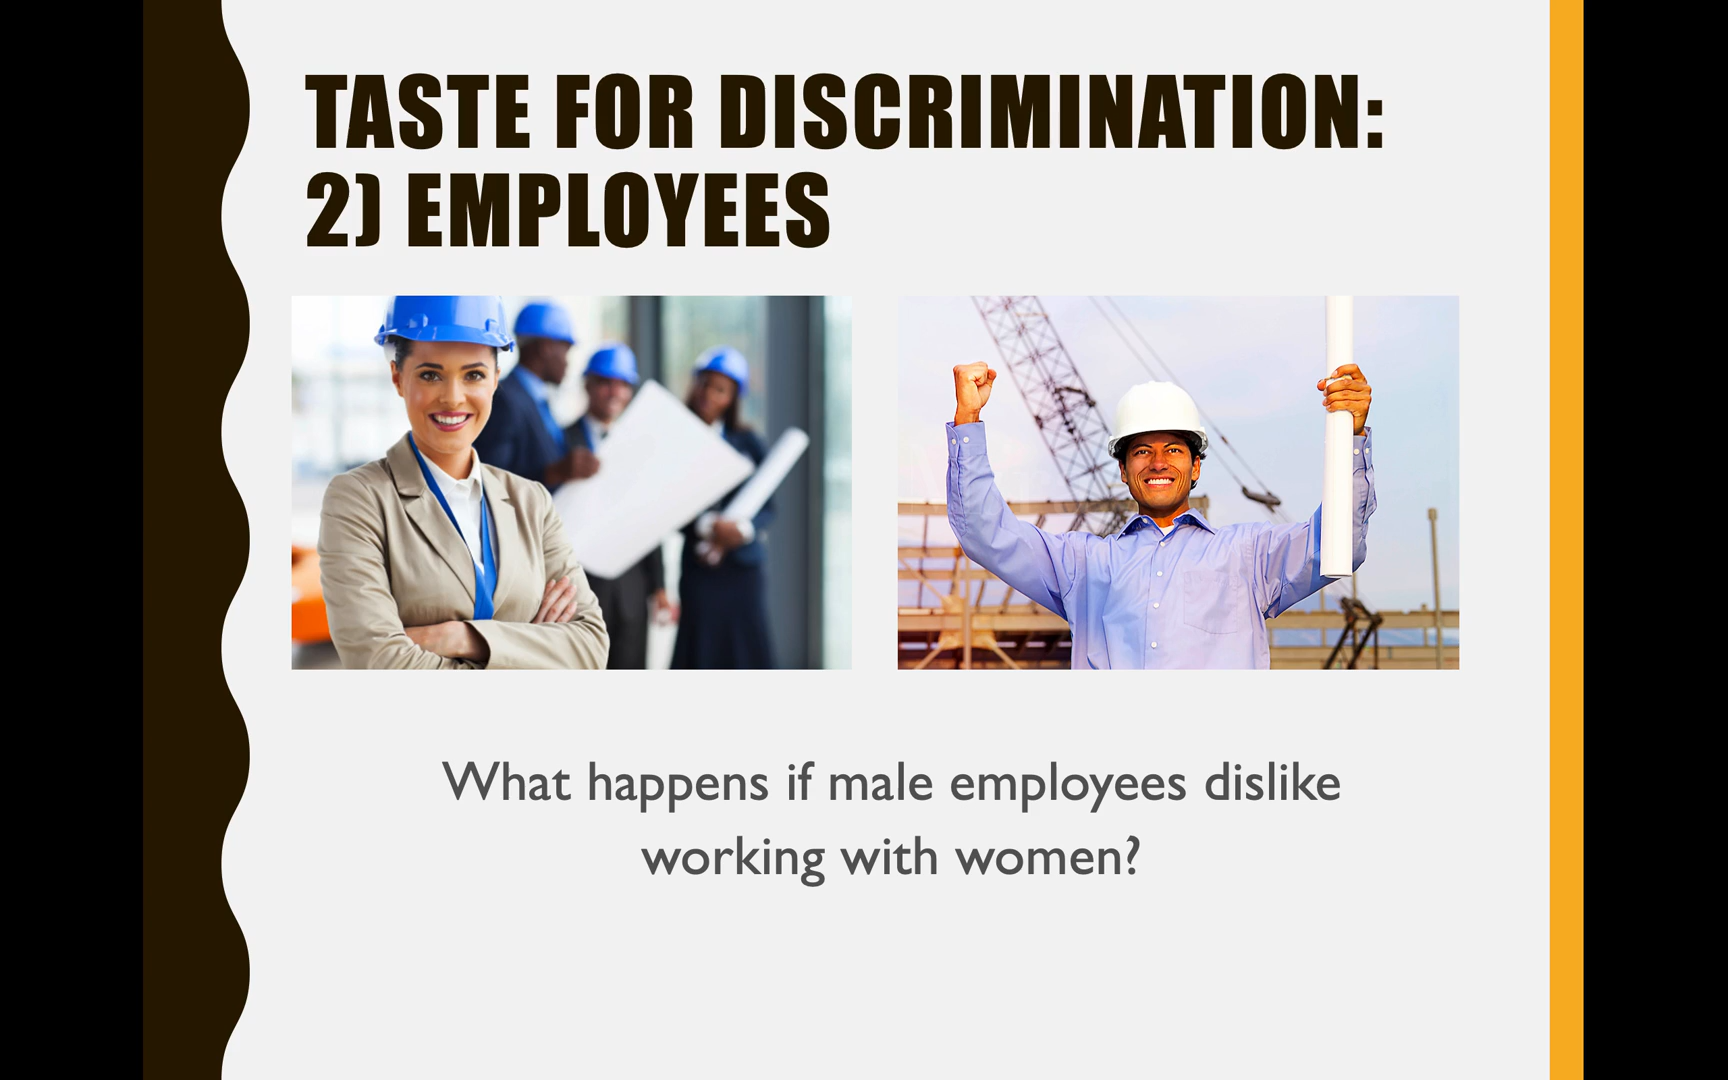 TASTE FOR DISCRIMINATION:
2) EMPLOYEES
What happens if male employees dislike
working with women?